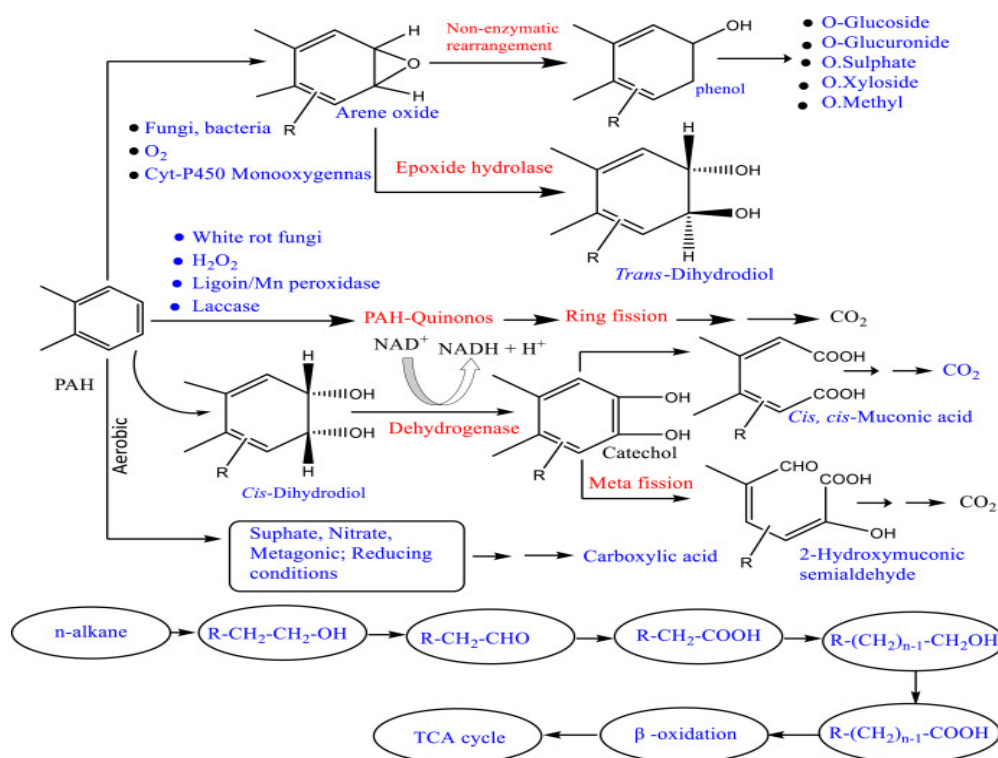 H
O
H
R
Arene oxide
Non-enzymatic
rearrangement
OH
phenol
R
O-Glucoside
O-Glucuronide
O.Sulphate
O.Xyloside
O.Methyl
Fungi, bacteria
O₂
Cyt-P450 Monooxygennas
Epoxide hydrolase
H
OH
OH
H
R
Trans-Dihydrodiol
White rot fungi
H₂O₂
Ligoin/Mn peroxidase
Laccase
PAH-Quinonos
Ring fission
CO₂
PAH
Aerobic
H
OH
OH
H
R
Cis-Dihydrodiol
NAD⁺
NADH + H⁺
Dehydrogenase
OH
OH
R
Catechol
COOH
COOH
R
Cis, cis-Muconic acid
CO₂
Meta fission
CHO
COOH
OH
R
2-Hydroxymuconic
semialdehyde
CO₂
Suphate, Nitrate,
Metagonic; Reducing
conditions
Carboxylic acid
n-alkane
R-CH₂-CH₂-OH
R-CH₂-CHO
R-CH₂-COOH
R-(CH₂)n-1-CH₂OH
R-(CH₂)n-1-COOH
β -oxidation
TCA cycle